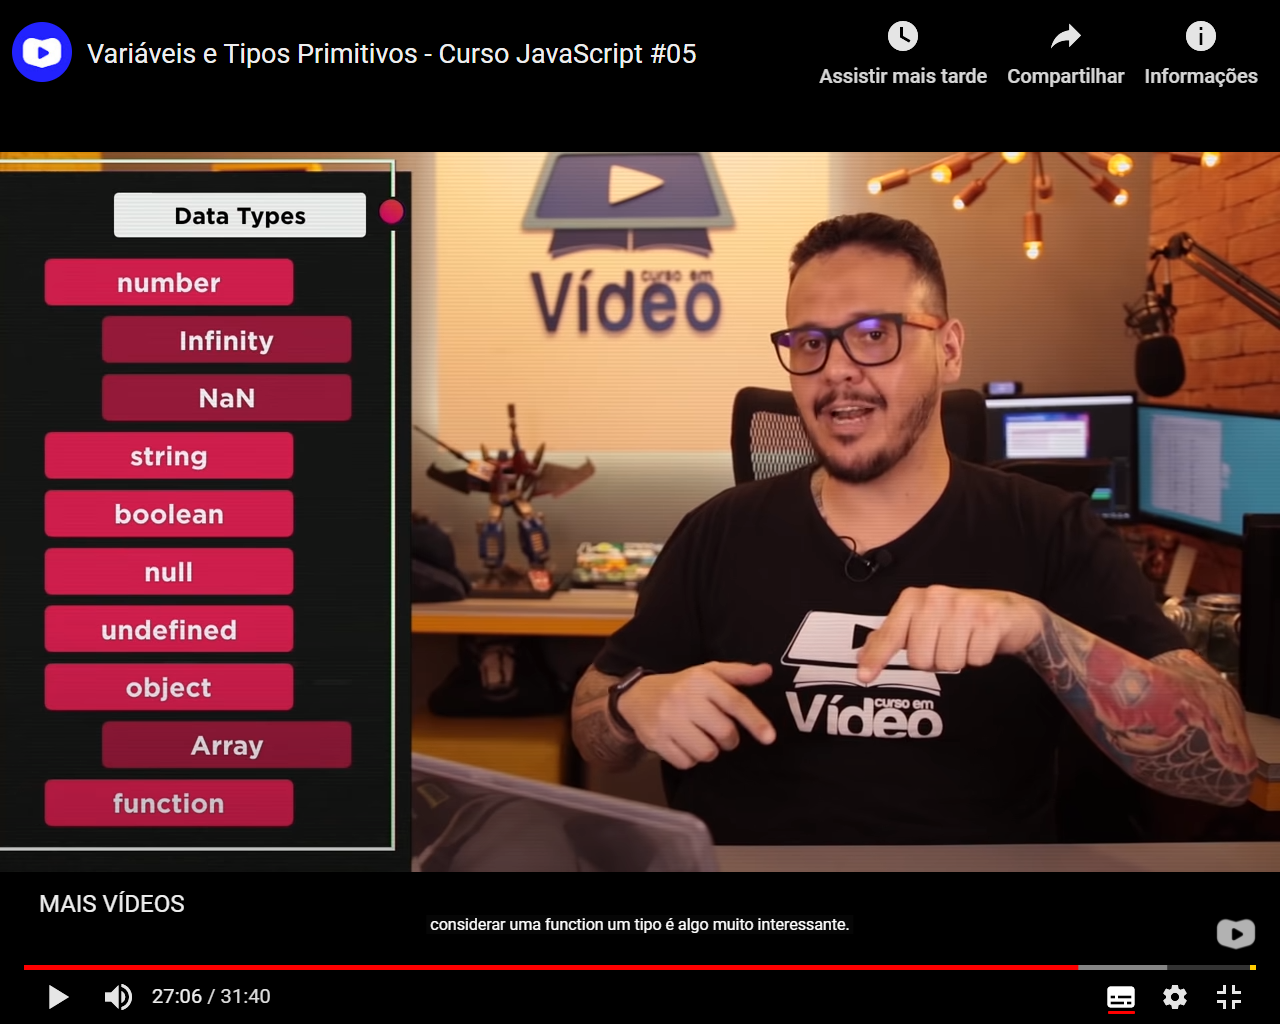 Variáveis e Tipos Primitivos - Curso JavaScript #05
Assistir mais tarde
Compartilhar
Informações
Data Types
number
Infinity
NaN
string
boolean
null
undefined
object
Array
function
curso em
Vídeo
curso em
Vídeo
MAIS VÍDEOS
considerar uma function um tipo é algo muito interessante.
27:06 / 31:40